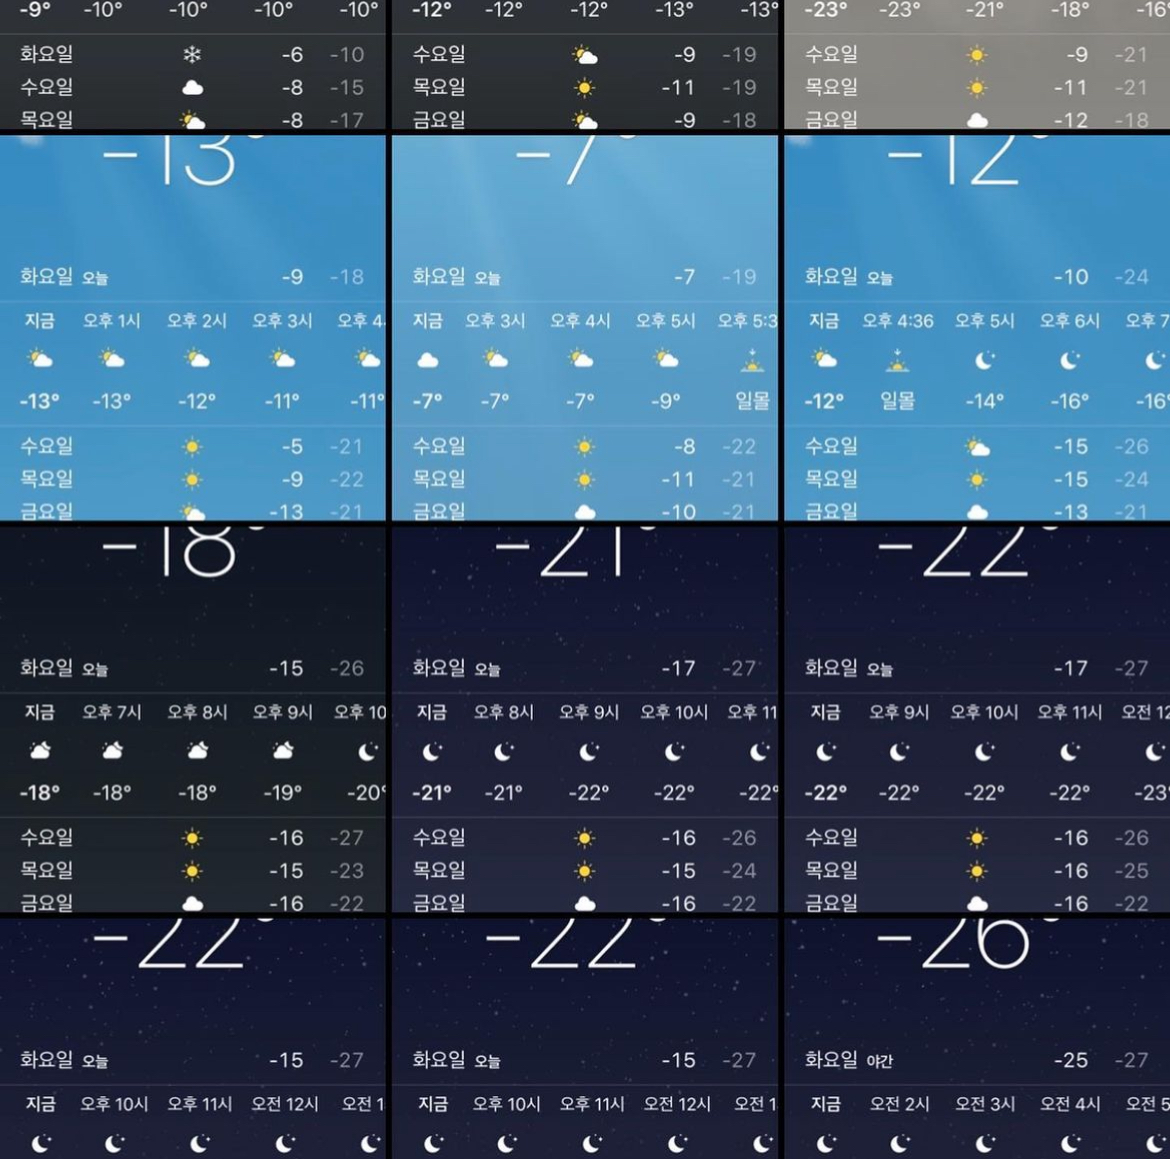 -9° -10° -10° -10° -10°
화요일 -6 -10
수요일 -8 -15
목요일 -8 -17
-12° -12° -12° -13° -13°
수요일 -9 -19
목요일 -11 -19
금요일 -9 -18
-23° -23° -21° -18° -16°
수요일 -9 -21
목요일 -11 -21
금요일 -12 -18
-13°
화요일 오늘 -9 -18
지금 오후 1시 오후 2시 오후 3시 오후 4
-13° -13° -12° -11° -11°
수요일 -5 -21
목요일 -9 -22
금요일 -13 -21
-7°
화요일 오늘 -7 -19
지금 오후 3시 오후 4시 오후 5시 오후 5:3
-7° -7° -7° -9° 일몰
수요일 -8 -22
목요일 -11 -21
금요일 -10 -21
-12°
화요일 오늘 -10 -24
지금 오후 4:36 오후 5시 오후 6시 오후 7
-12° 일몰 -14° -16° -16°
수요일 -15 -26
목요일 -15 -24
금요일 -13 -21
-18°
화요일 오늘 -15 -26
지금 오후 7시 오후 8시 오후 9시 오후 10
-18° -18° -18° -19° -20°
수요일 -16 -27
목요일 -15 -23
금요일 -16 -22
-21°
화요일 오늘 -17 -27
지금 오후 8시 오후 9시 오후 10시 오후 11
-21° -21° -22° -22° -22°
수요일 -16 -26
목요일 -15 -24
금요일 -16 -22
-22°
화요일 오늘 -17 -27
지금 오후 9시 오후 10시 오후 11시 오전 12
-22° -22° -22° -22° -23
수요일 -16 -26
목요일 -16 -25
금요일 -16 -22
-22°
화요일 오늘 -15 -27
지금 오후 10시 오후 11시 오전 12시 오전 1
-22°
화요일 오늘 -15 -27
지금 오후 10시 오후 11시 오전 12시 오전 1
-26°
화요일 야간 -25 -27
지금 오전 2시 오전 3시 오전 4시 오전 5